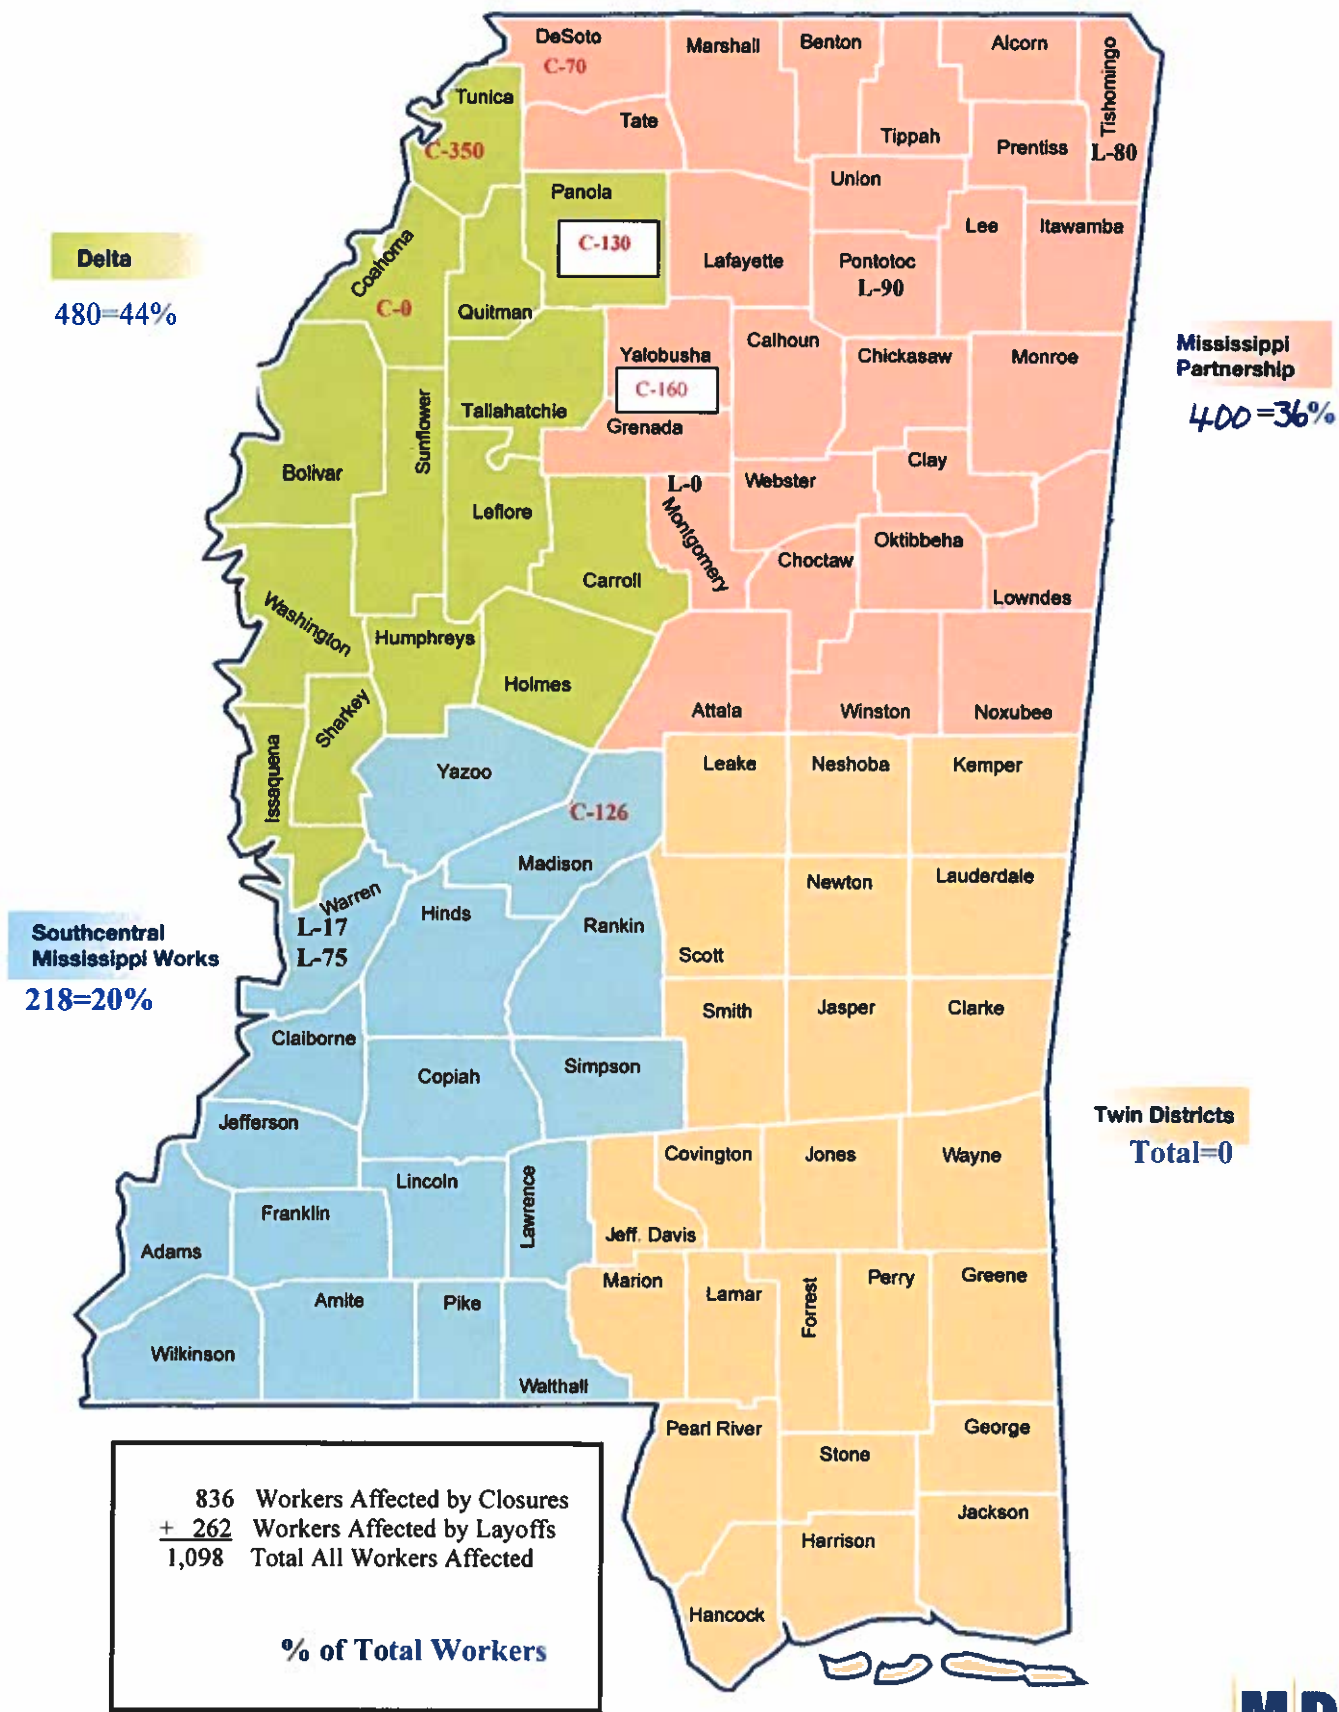 DeSoto
C-70
Marshall
Benton
Alcorn
Tishomingo
L-80
Tunica
C-350
Tate
Tippah
Prentiss
Panola
C-130
Union
Lee
Itawamba
Delta
480=44%
Coahoma
C-0
Quitman
Lafayette
Pontotoc
L-90
Yalobusha
C-160
Calhoun
Chickasaw
Monroe
Mississippi
Partnership
400=36%
Sunflower
Tallahatchie
Grenada
Bolivar
Leflore
L-0
Montgomery
Webster
Clay
Carroll
Choctaw
Oktibbeha
Lowndes
Washington
Humphreys
Holmes
Attala
Winston
Noxubee
Sharkey
Issaquena
Yazoo
Leake
Neshoba
Kemper
C-126
Madison
Warren
L-17
L-75
Hinds
Rankin
Newton
Lauderdale
Scott
Southcentral
Mississippi Works
218=20%
Smith
Jasper
Clarke
Claiborne
Copiah
Simpson
Jefferson
Twin Districts
Total=0
Covington
Jones
Wayne
Lincoln
Lawrence
Franklin
Adams
Jeff. Davis
Marion
Lamar
Forrest
Perry
Greene
Amite
Pike
Wilkinson
Walthall
Pearl River
Stone
George
Jackson
Harrison
Hancock
836 Workers Affected by Closures
+ 262 Workers Affected by Layoffs
1,098 Total All Workers Affected
% of Total Workers
MD